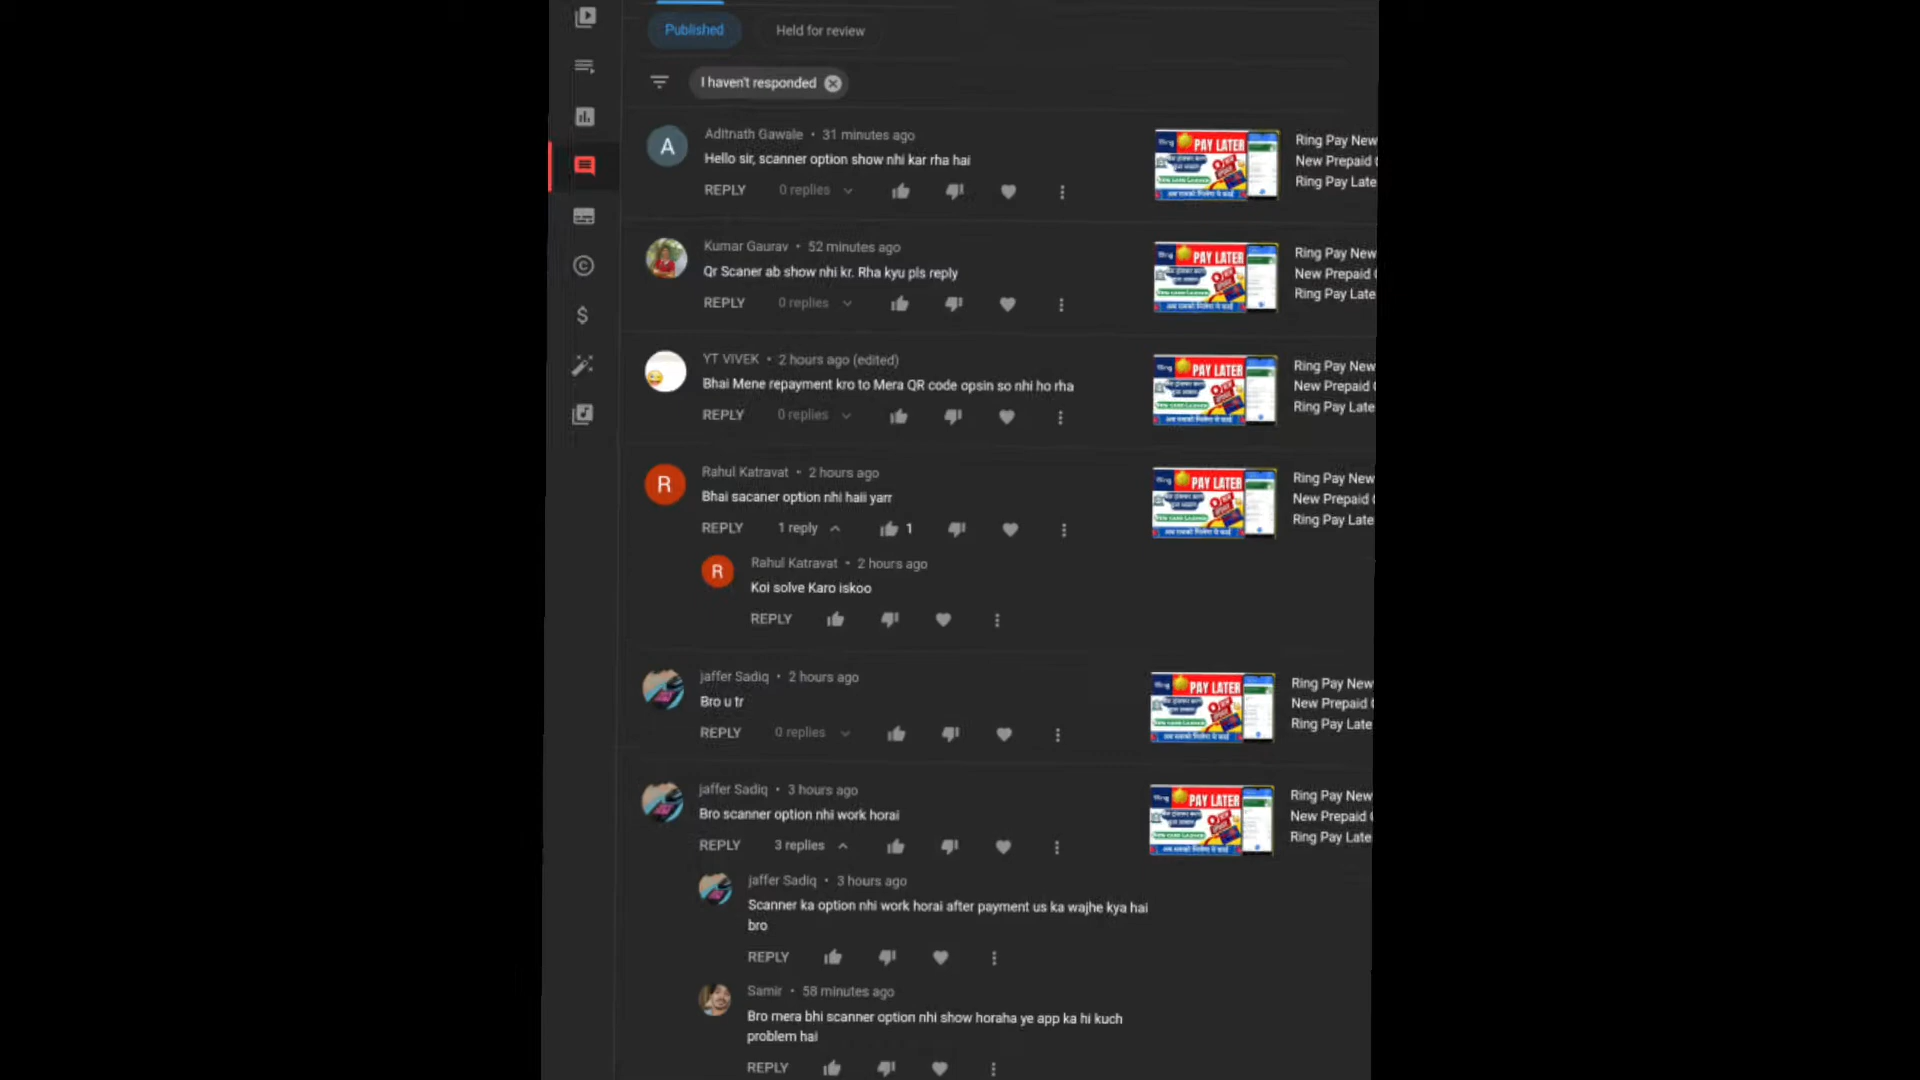 Published
Held for review
I haven't responded
A
Aditnath Gawale • 31 minutes ago
Hello sir, scanner option show nhi kar rha hai
REPLY 0 replies
Ring
PAY LATER
Ring Pay New
New Prepaid
Ring Pay Late
Kumar Gaurav • 52 minutes ago
Qr Scaner ab show nhi kr. Rha kyu pls reply
REPLY 0 replies
Ring
PAY LATER
Ring Pay New
New Prepaid
Ring Pay Late
YT VIVEK • 2 hours ago (edited)
Bhai Mene repayment kro to Mera QR code opsin so nhi ho rha
REPLY 0 replies
Ring
PAY LATER
Ring Pay New
New Prepaid
Ring Pay Late
R
Rahul Katravat • 2 hours ago
Bhai sacaner option nhi haii yarr
REPLY 1 reply 1
Ring
PAY LATER
Ring Pay New
New Prepaid
Ring Pay Late
R
Rahul Katravat • 2 hours ago
Koi solve Karo iskoo
REPLY
jaffer Sadiq • 2 hours ago
Bro u tr
REPLY 0 replies
Ring
PAY LATER
Ring Pay New
New Prepaid
Ring Pay Late
jaffer Sadiq • 3 hours ago
Bro scanner option nhi work horai
REPLY 3 replies
Ring
PAY LATER
Ring Pay New
New Prepaid
Ring Pay Late
jaffer Sadiq • 3 hours ago
Scanner ka option nhi work horai after payment us ka wajhe kya hai
bro
REPLY
Samir • 58 minutes ago
Bro mera bhi scanner option nhi show horaha ye app ka hi kuch
problem hai
REPLY